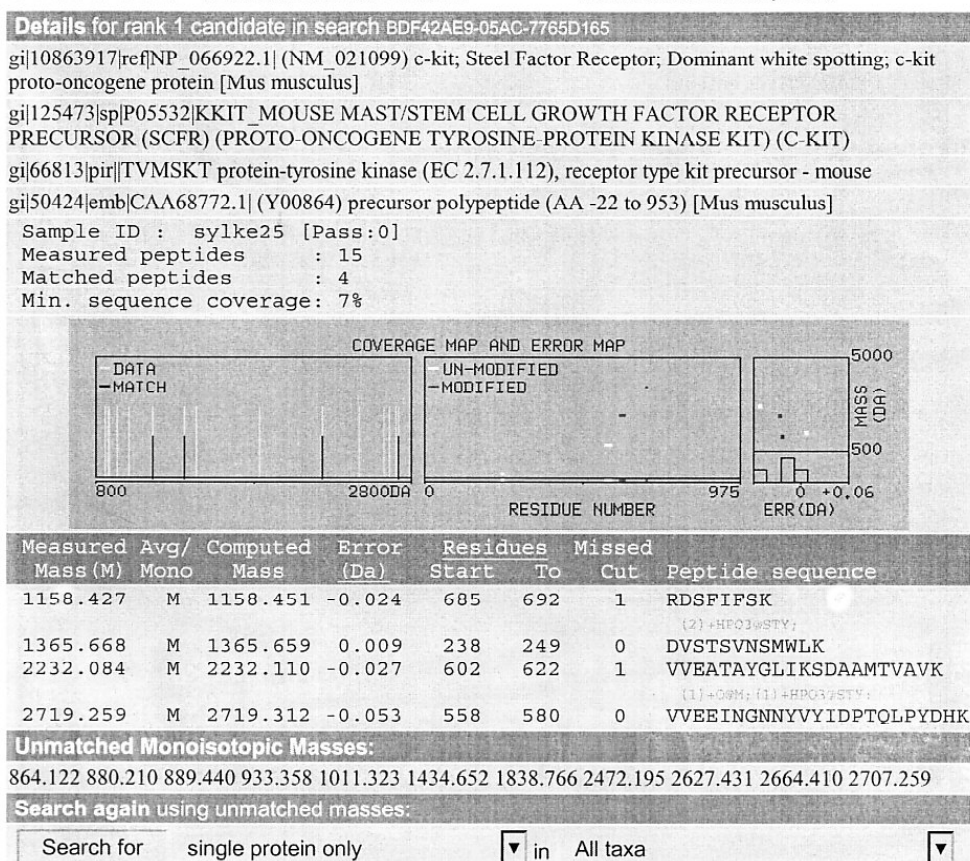 Details for rank 1 candidate in search BDF42AE9-05AC-7765D165
gi|10863917|ref|NP_066922.1| (NM_021099) c-kit; Steel Factor Receptor; Dominant white spotting; c-kit
proto-oncogene protein [Mus musculus]
gi|125473|sp|P05532|KKIT_MOUSE MAST/STEM CELL GROWTH FACTOR RECEPTOR
PRECURSOR (SCFR) (PROTO-ONCOGENE TYROSINE-PROTEIN KINASE KIT) (C-KIT)
gi|66813|pir||TVMSKT protein-tyrosine kinase (EC 2.7.1.112), receptor type kit precursor - mouse
gi|50424|emb|CAA68772.1| (Y00864) precursor polypeptide (AA -22 to 953) [Mus musculus]
Sample ID : sylke25 [Pass:0]
Measured peptides : 15
Matched peptides : 4
Min. sequence coverage: 7%
COVERAGE MAP AND ERROR MAP
DATA
MATCH
UN-MODIFIED
MODIFIED
5000
MASS
(DA)
500
800 2800DA 0 975 0 +0.06
RESIDUE NUMBER ERR(DA)
Measured Avg/ Computed Error Residues Missed
Mass(M) Mono Mass (Da) Start To Cut Peptide sequence
1158.427 M 1158.451 -0.024 685 692 1 RDSFIFSK
(2)+HPO3@STY;
1365.668 M 1365.659 0.009 238 249 0 DVSTSVNSMWLK
2232.084 M 2232.110 -0.027 602 622 1 VVEATAYGLIKSDAAMTVAVK
(1)+O@M;(1)+HPO3@STY;
2719.259 M 2719.312 -0.053 558 580 0 VVEEINGNNYVYIDPTQLPYDHK
Unmatched Monoisotopic Masses:
864.122 880.210 889.440 933.358 1011.323 1434.652 1838.766 2472.195 2627.431 2664.410 2707.259
Search again using unmatched masses:
Search for single protein only in All taxa